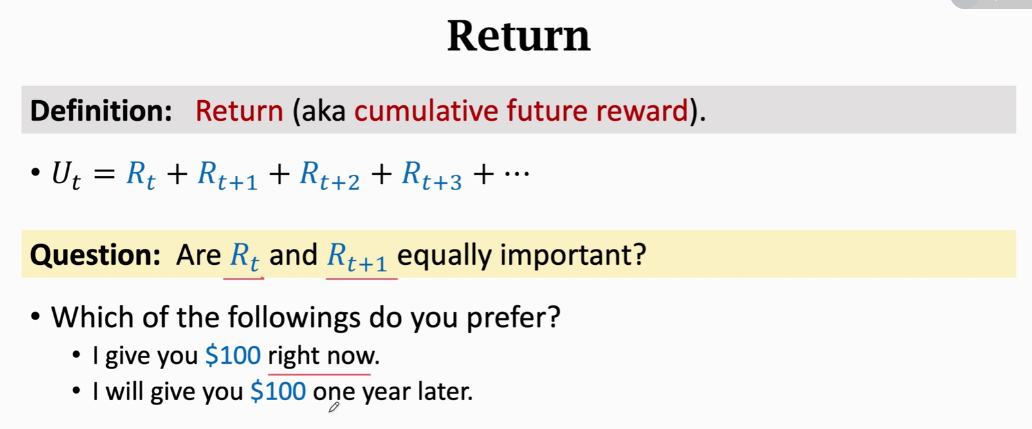 Return
Definition: Return (aka cumulative future reward).
• U_t = R_t + R_{t+1} + R_{t+2} + R_{t+3} + ⋯
Question: Are R_t and R_{t+1} equally important?
• Which of the followings do you prefer?
• I give you $100 right now.
• I will give you $100 one year later.